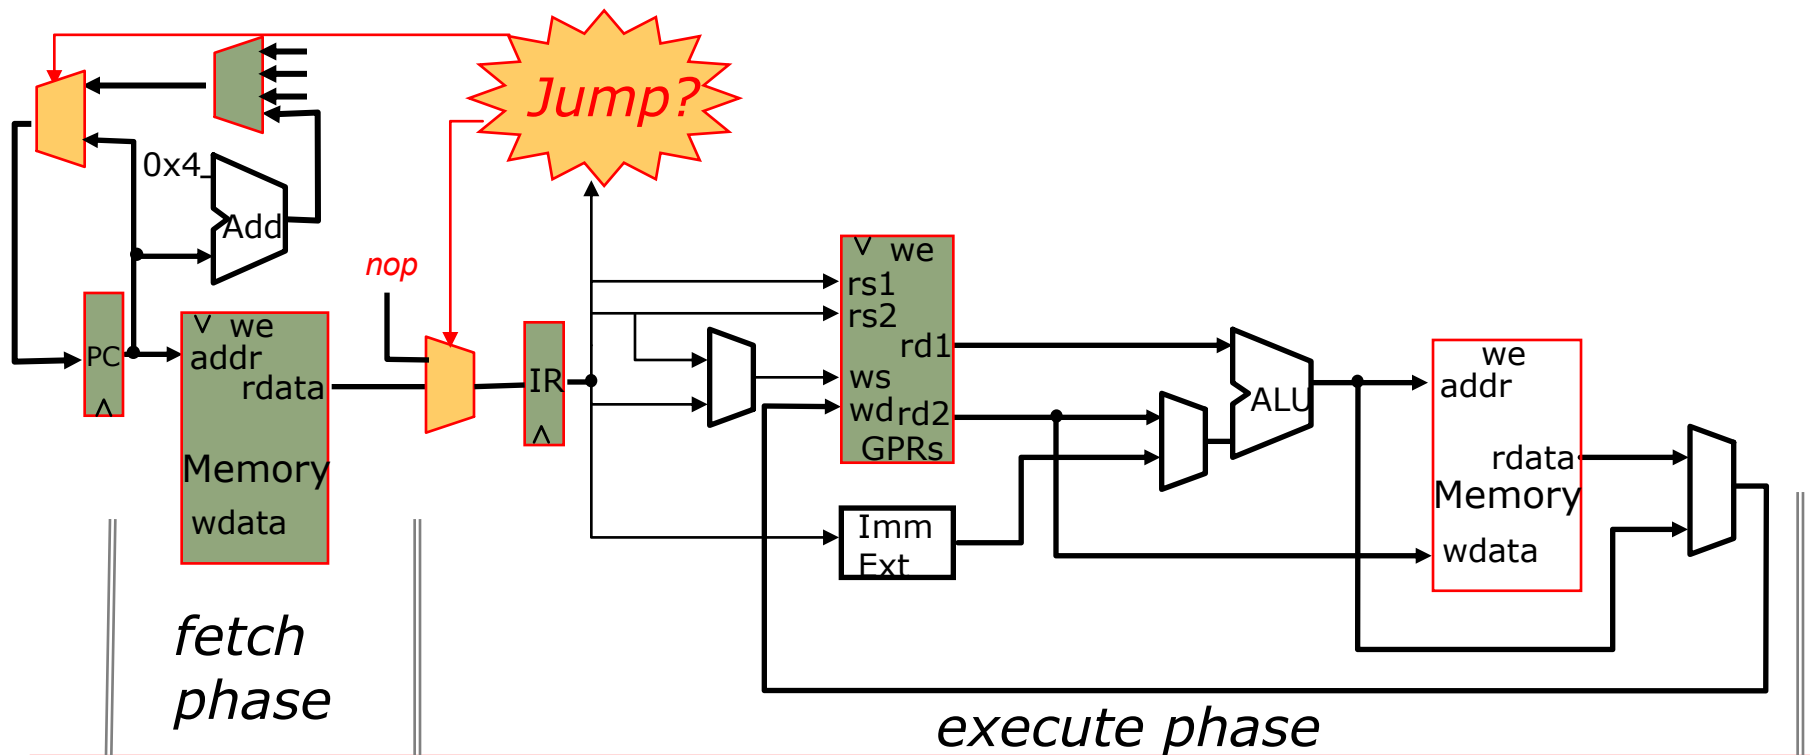 Jump?
0x4
Add
nop
PC
we
addr
rdata
Memory
wdata
IR
we
rs1
rs2
rd1
ws
wd rd2
GPRs
Imm
Ext
ALU
we
addr
rdata
Memory
wdata
fetch
phase
execute phase